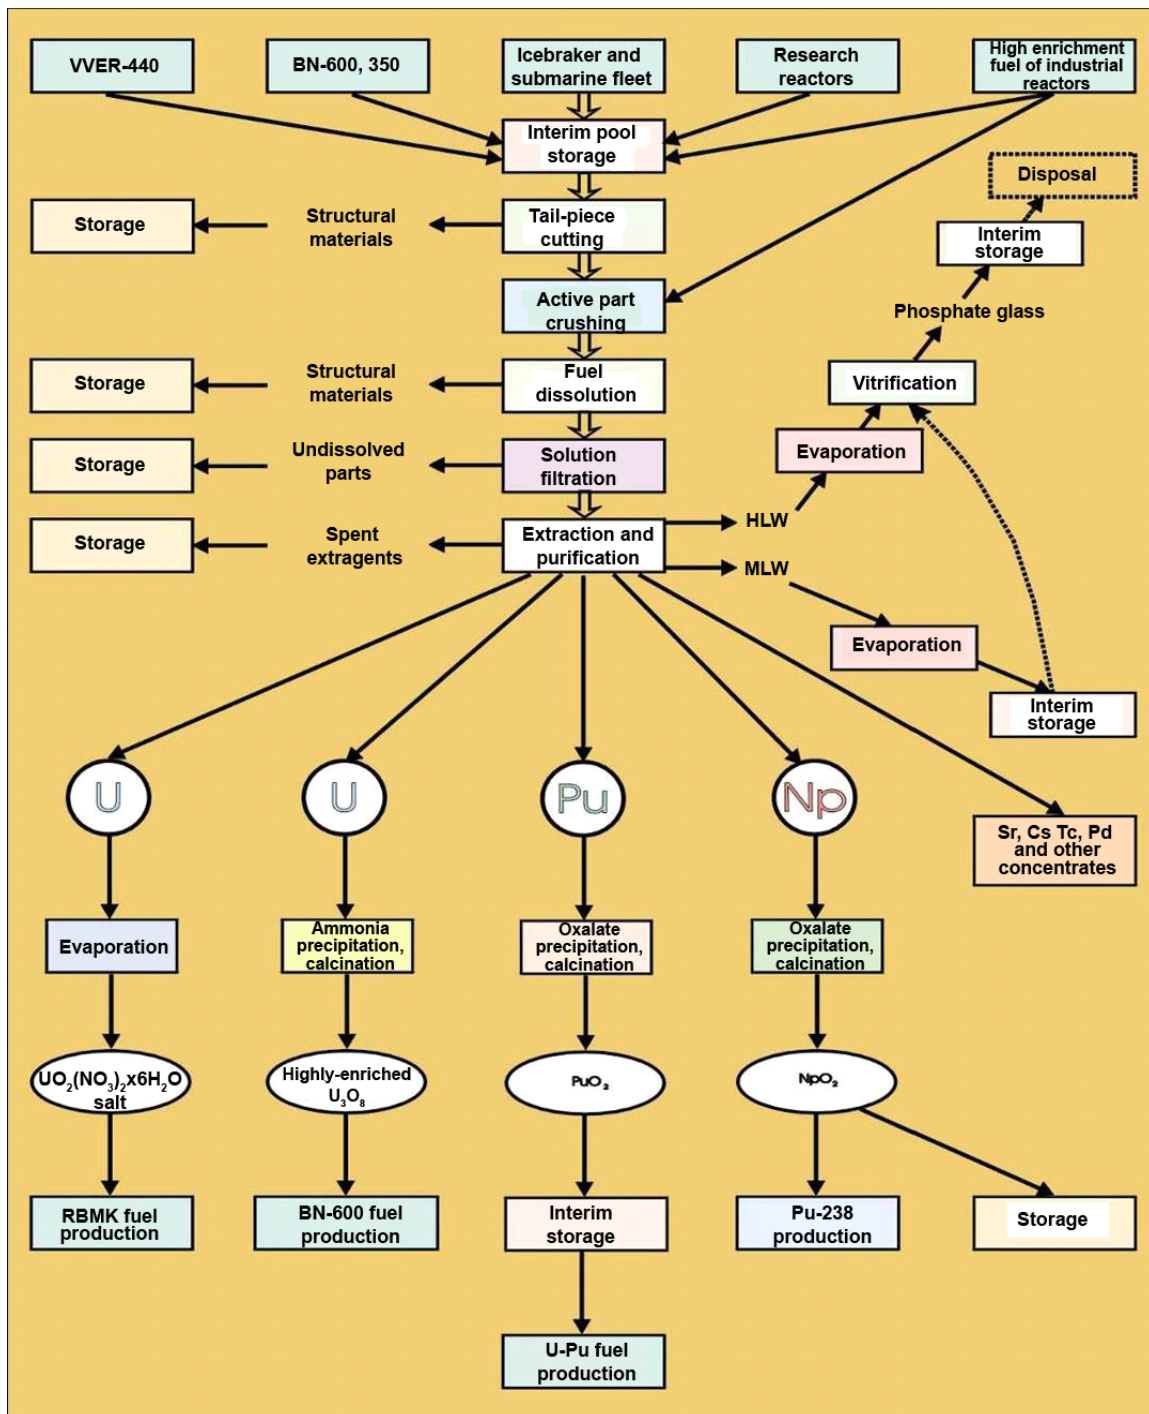 VVER-440
BN-600, 350
Icebraker and
submarine fleet
Research
reactors
High enrichment
fuel of industrial
reactors
Interim pool
storage
Disposal
Storage
Structural
materials
Tail-piece
cutting
Interim
storage
Active part
crushing
Phosphate glass
Storage
Structural
materials
Fuel
dissolution
Vitrification
Storage
Undissolved
parts
Solution
filtration
Evaporation
Storage
Spent
extragents
Extraction and
purification
HLW
MLW
Evaporation
Interim
storage
U
U
Pu
Np
Sr, Cs Tc, Pd
and other
concentrates
Evaporation
Ammonia
precipitation,
calcination
Oxalate
precipitation,
calcination
Oxalate
precipitation,
calcination
UO₂(NO₃)₂x6H₂O
salt
Highly-enriched
U₃O₈
PuO₂
NpO₂
RBMK fuel
production
BN-600 fuel
production
Interim
storage
Pu-238
production
Storage
U-Pu fuel
production